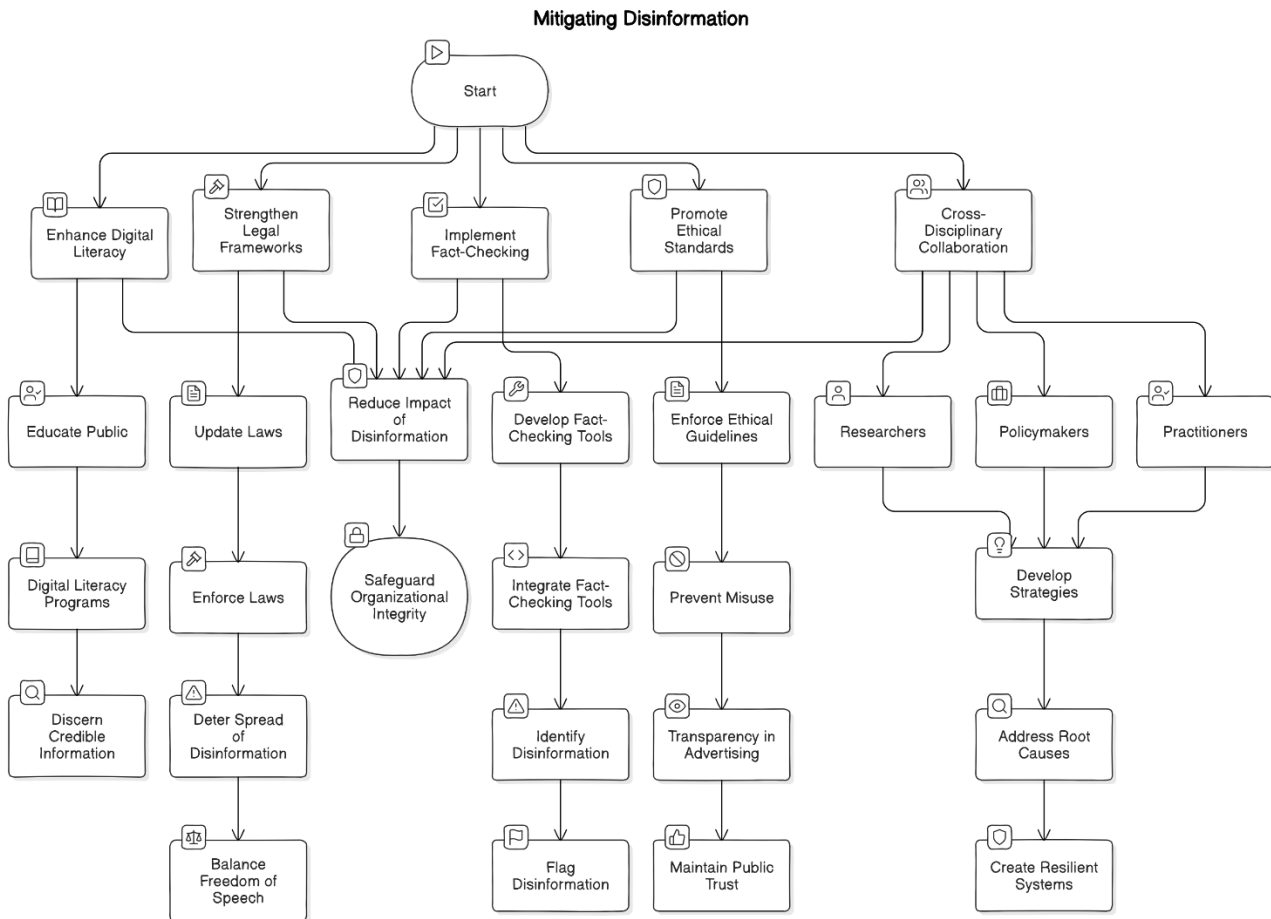 Mitigating Disinformation
Start
Enhance Digital
Literacy
Strengthen
Legal
Frameworks
Implement
Fact-Checking
Promote
Ethical
Standards
Cross-
Disciplinary
Collaboration
Educate Public
Update Laws
Reduce Impact
of
Disinformation
Develop Fact-
Checking Tools
Enforce Ethical
Guidelines
Researchers
Policymakers
Practitioners
Digital Literacy
Programs
Enforce Laws
Safeguard
Organizational
Integrity
Integrate Fact-
Checking Tools
Prevent Misuse
Develop
Strategies
Discern
Credible
Information
Deter Spread
of
Disinformation
Identify
Disinformation
Transparency in
Advertising
Address Root
Causes
Balance
Freedom of
Speech
Flag
Disinformation
Maintain Public
Trust
Create Resilient
Systems